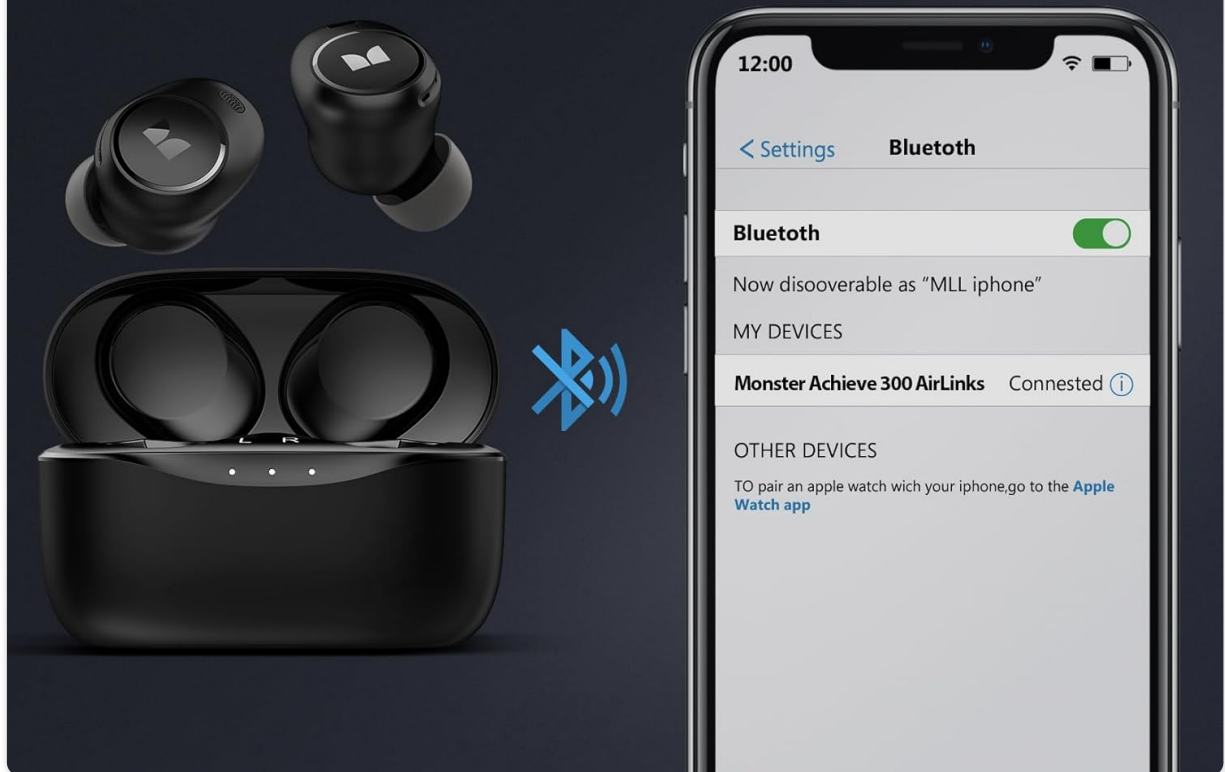 12:00
< Settings Bluetoth
Bluetoth
Now disooverable as “MLL iphone”
MY DEVICES
Monster Achieve 300 AirLinks Connested
OTHER DEVICES
TO pair an apple watch wich your iphone,go to the Apple
Watch app
L R